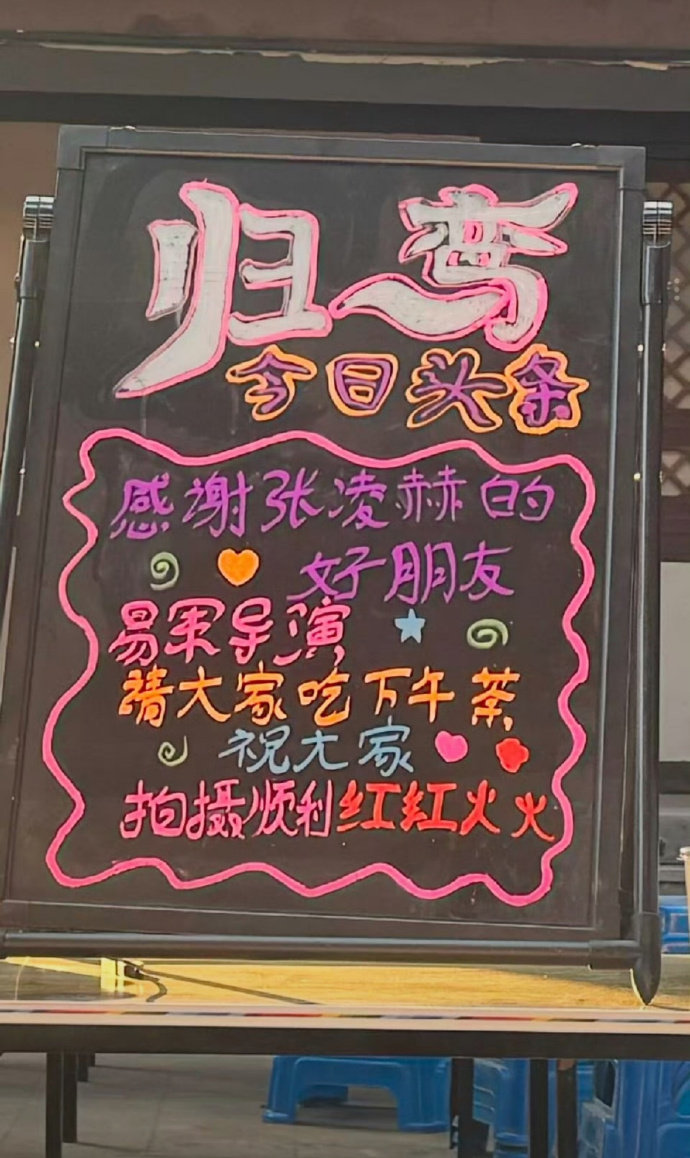 归鸾
今日头条
感谢张凌赫的
好朋友
易军导演
请大家吃下午茶
祝大家
拍摄顺利红红火火